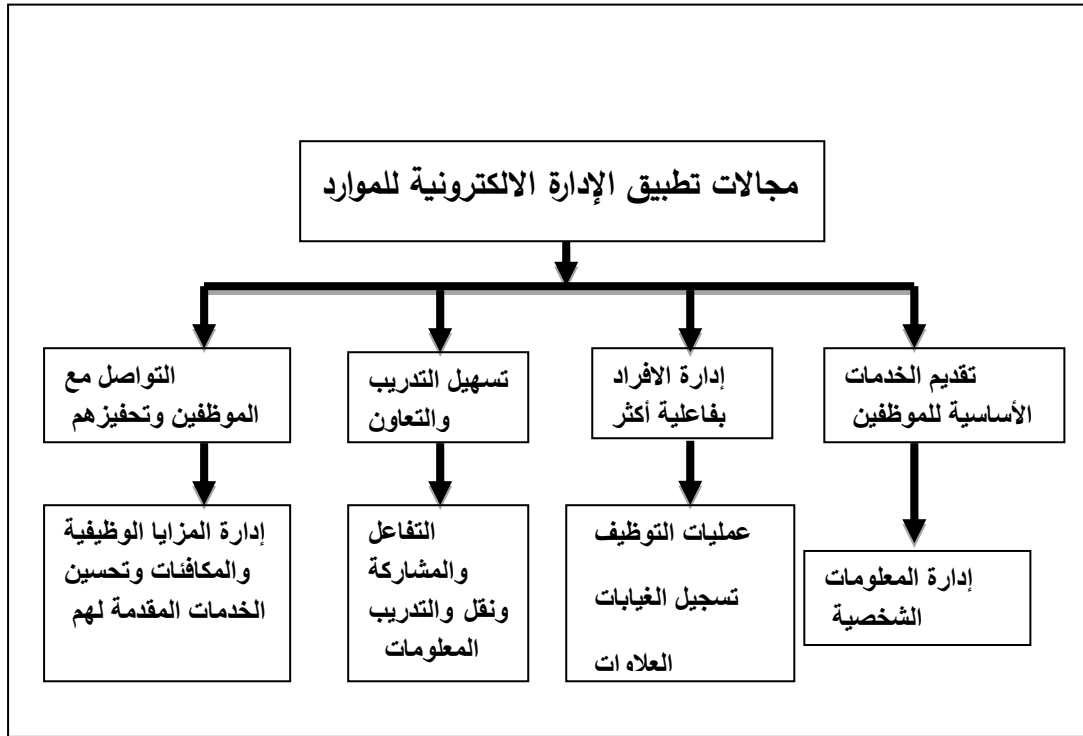 مجالات تطبيق الإدارة الالكترونية للموارد
تقديم الخدمات
الأساسية للموظفين
إدارة الافراد
بفاعلية أكثر
تسهيل التدريب
والتعاون
التواصل مع
الموظفين وتحفيزهم
إدارة المعلومات
الشخصية
عمليات التوظيف
تسجيل الغيابات
العلاوات
التفاعل
والمشاركة
ونقل والتدريب
المعلومات
إدارة المزايا الوظيفية
والمكافئات وتحسين
الخدمات المقدمة لهم